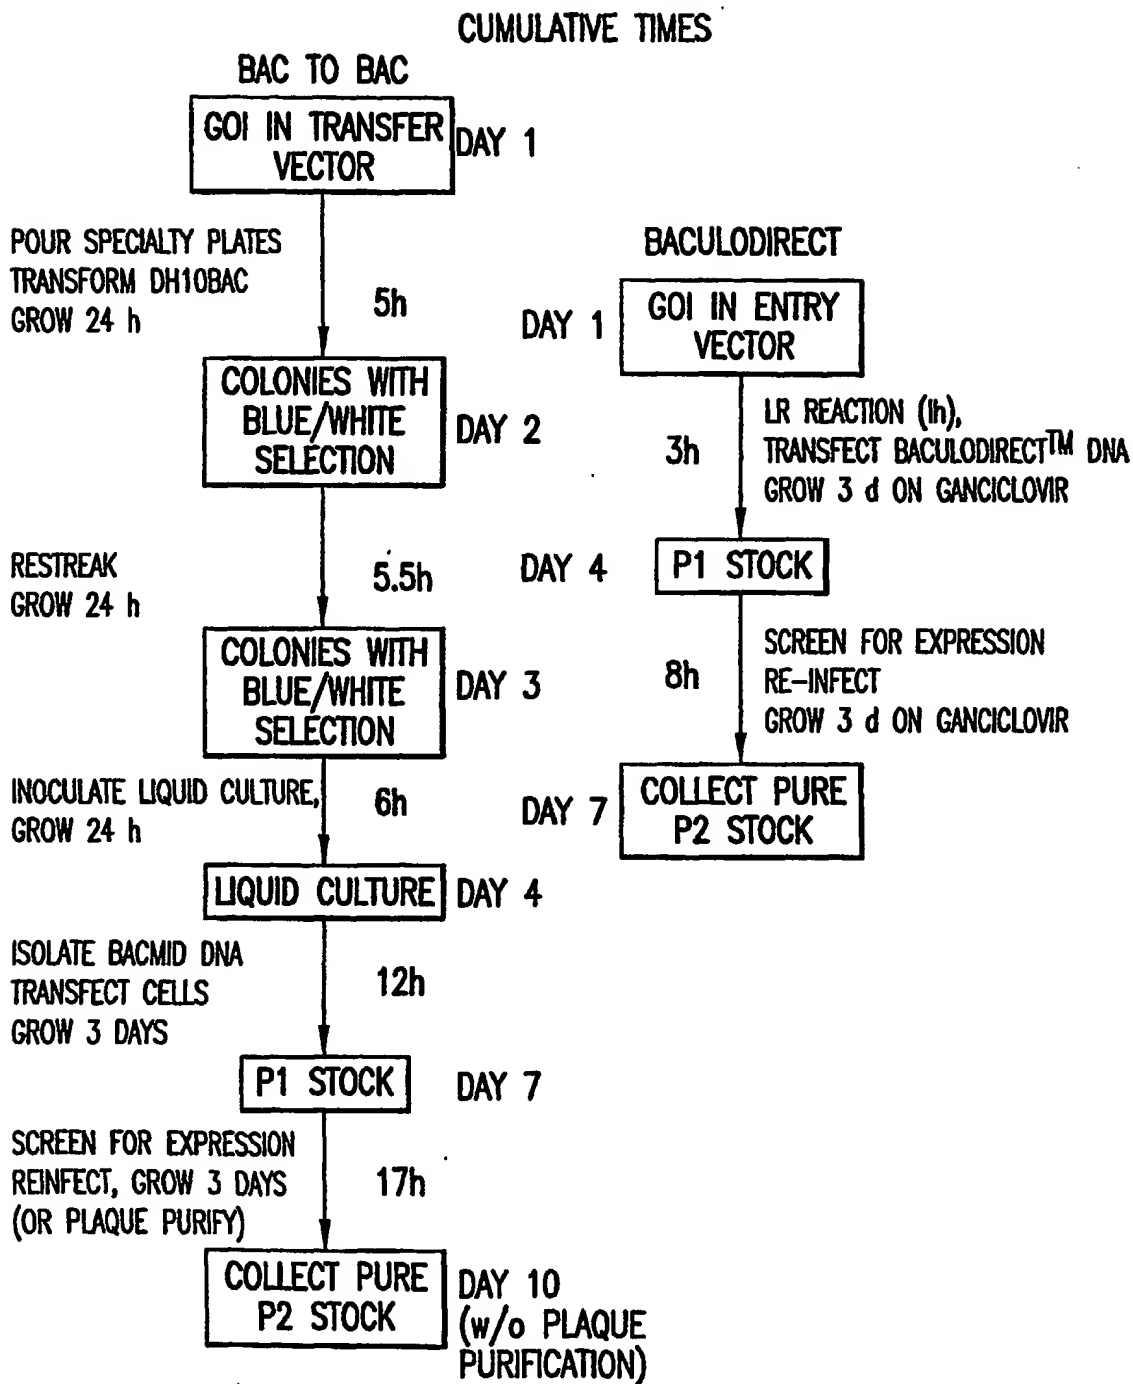 CUMULATIVE TIMES
BAC TO BAC
GOI IN TRANSFER
VECTOR
DAY 1
POUR SPECIALTY PLATES
TRANSFORM DH10BAC
GROW 24 h
5h
COLONIES WITH
BLUE/WHITE
SELECTION
DAY 2
RESTREAK
GROW 24 h
5.5h
COLONIES WITH
BLUE/WHITE
SELECTION
DAY 3
INOCULATE LIQUID CULTURE,
GROW 24 h
6h
LIQUID CULTURE
DAY 4
ISOLATE BACMID DNA
TRANSFECT CELLS
GROW 3 DAYS
12h
P1 STOCK
DAY 7
SCREEN FOR EXPRESSION
REINFECT, GROW 3 DAYS
(OR PLAQUE PURIFY)
17h
COLLECT PURE
P2 STOCK
DAY 10
(w/o PLAQUE
PURIFICATION)
BACULODIRECT
DAY 1
GOI IN ENTRY
VECTOR
3h
LR REACTION (1h),
TRANSFECT BACULODIRECT™ DNA
GROW 3 d ON GANCICLOVIR
DAY 4
P1 STOCK
8h
SCREEN FOR EXPRESSION
RE-INFECT
GROW 3 d ON GANCICLOVIR
DAY 7
COLLECT PURE
P2 STOCK